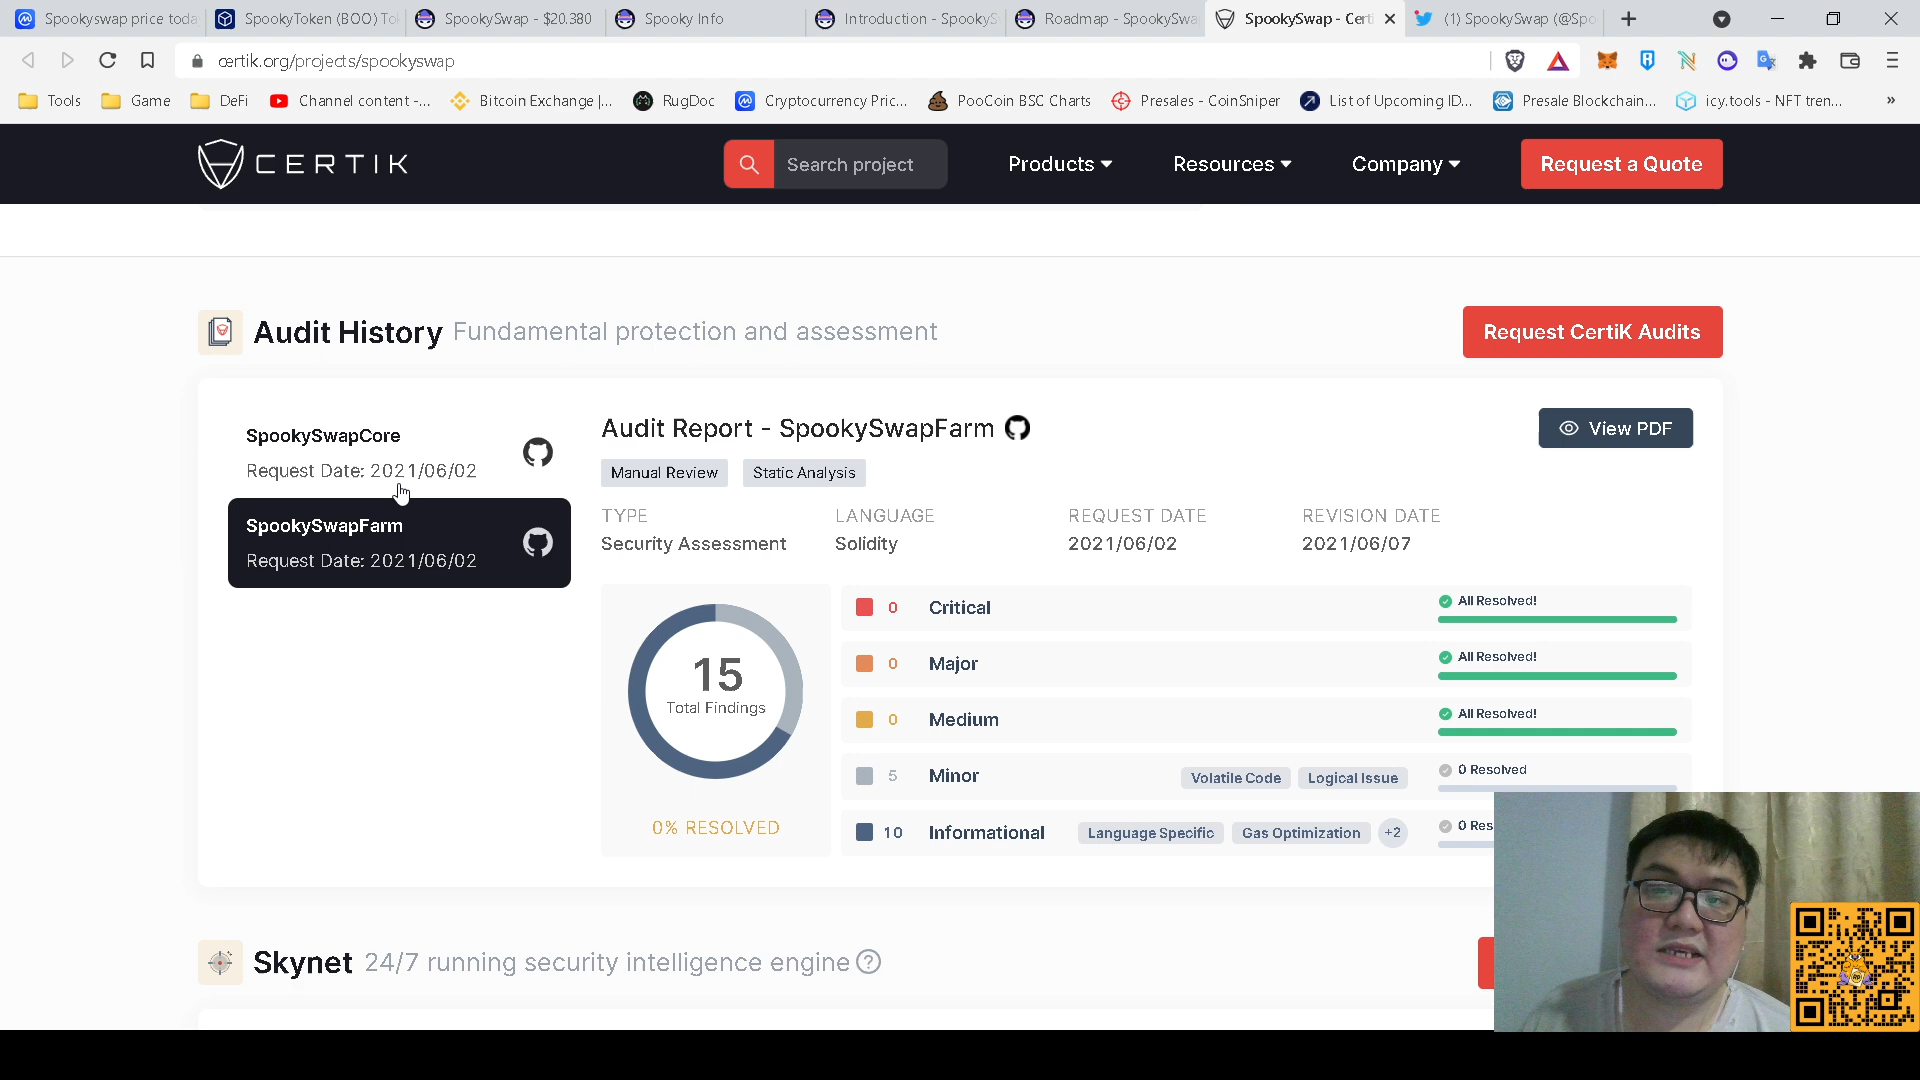 Spookyswap price toda
SpookyToken (BOO) To
SpookySwap - $20.380
Spooky Info
Introduction - SpookyS
Roadmap - SpookySwa
SpookySwap - Certi
(1) SpookySwap (@Spo
certik.org/projects/spookyswap
Tools
Game
DeFi
Channel content -...
Bitcoin Exchange |...
RugDoc
Cryptocurrency Pric...
PooCoin BSC Charts
Presales - CoinSniper
List of Upcoming ID...
Presale Blockchain...
icy.tools - NFT tren...
»
CERTIK
Search project
Products
Resources
Company
Request a Quote
Audit History Fundamental protection and assessment
Request CertiK Audits
SpookySwapCore
Request Date: 2021/06/02
SpookySwapFarm
Request Date: 2021/06/02
Audit Report - SpookySwapFarm
View PDF
Manual Review
Static Analysis
TYPE
LANGUAGE
REQUEST DATE
REVISION DATE
Security Assessment
Solidity
2021/06/02
2021/06/07
15
Total Findings
0% RESOLVED
0 Critical
All Resolved!
0 Major
All Resolved!
0 Medium
All Resolved!
5 Minor
Volatile Code
Logical Issue
0 Resolved
10 Informational
Language Specific
Gas Optimization
+2
0 Res
Skynet 24/7 running security intelligence engine